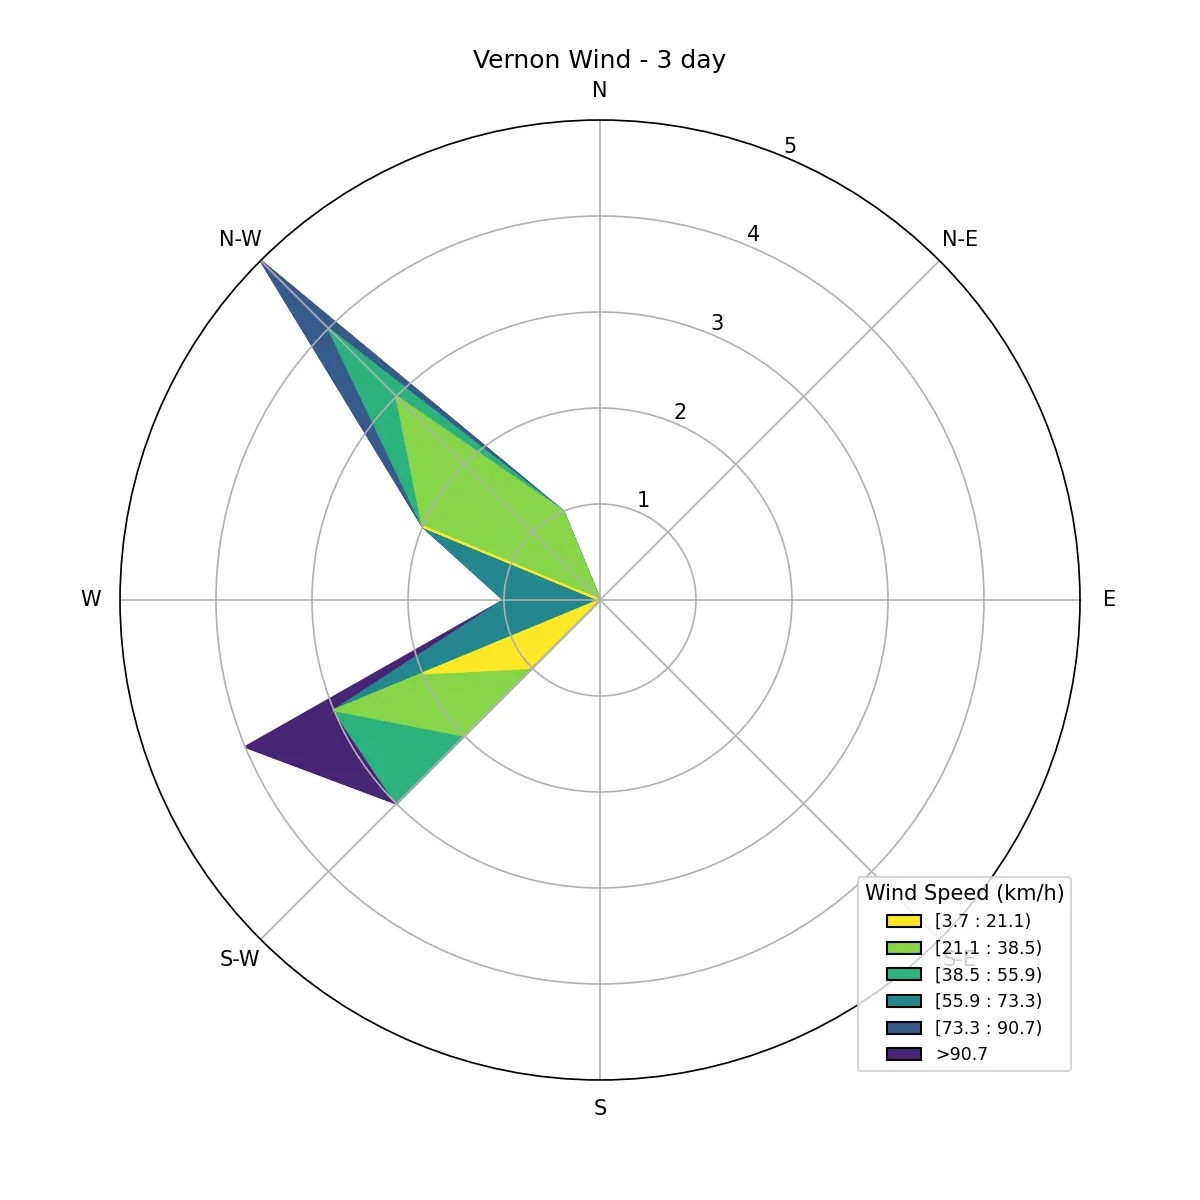 Vernon Wind - 3 day
N
5
N-W
N-E
4
3
2
1
W
E
S-W
S-E
S
Wind Speed (km/h)
[3.7 : 21.1)
[21.1 : 38.5)
[38.5 : 55.9)
[55.9 : 73.3)
[73.3 : 90.7)
>90.7